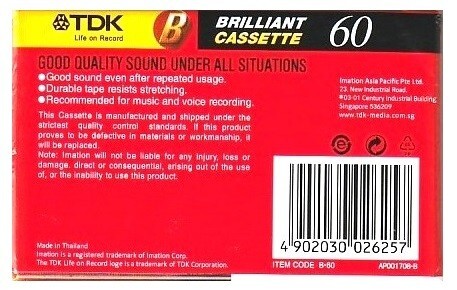 TDK
Life on Record
B
BRILLIANT
CASSETTE
60
GOOD QUALITY SOUND UNDER ALL SITUATIONS
●Good sound even after repeated usage.
●Durable tape resists stretching.
●Recommended for music and voice recording.
This Cassette is manufactured and shipped under the
strictest quality control standards. If this product
proves to be defective in materials or workmanship, it
will be replaced.
Note: Imation will not be liable for any injury, loss or
damage, direct or consequential, arising out of the use
of, or the inability to use this product.
Imation Asia Pacific Pte Ltd.
23, New Industrial Road,
#03-01 Century Industrial Building
Singapore 536209
www.tdk-media.com.sg
Made in Thailand
Imation is a registered trademark of Imation Corp.
The TDK Life on Record logo is a trademark of TDK Corporation.
4 902030 026257
ITEM CODE B-60
AP001708-B